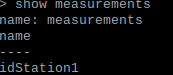 > show measurements
name: measurements
name
----
idStation1